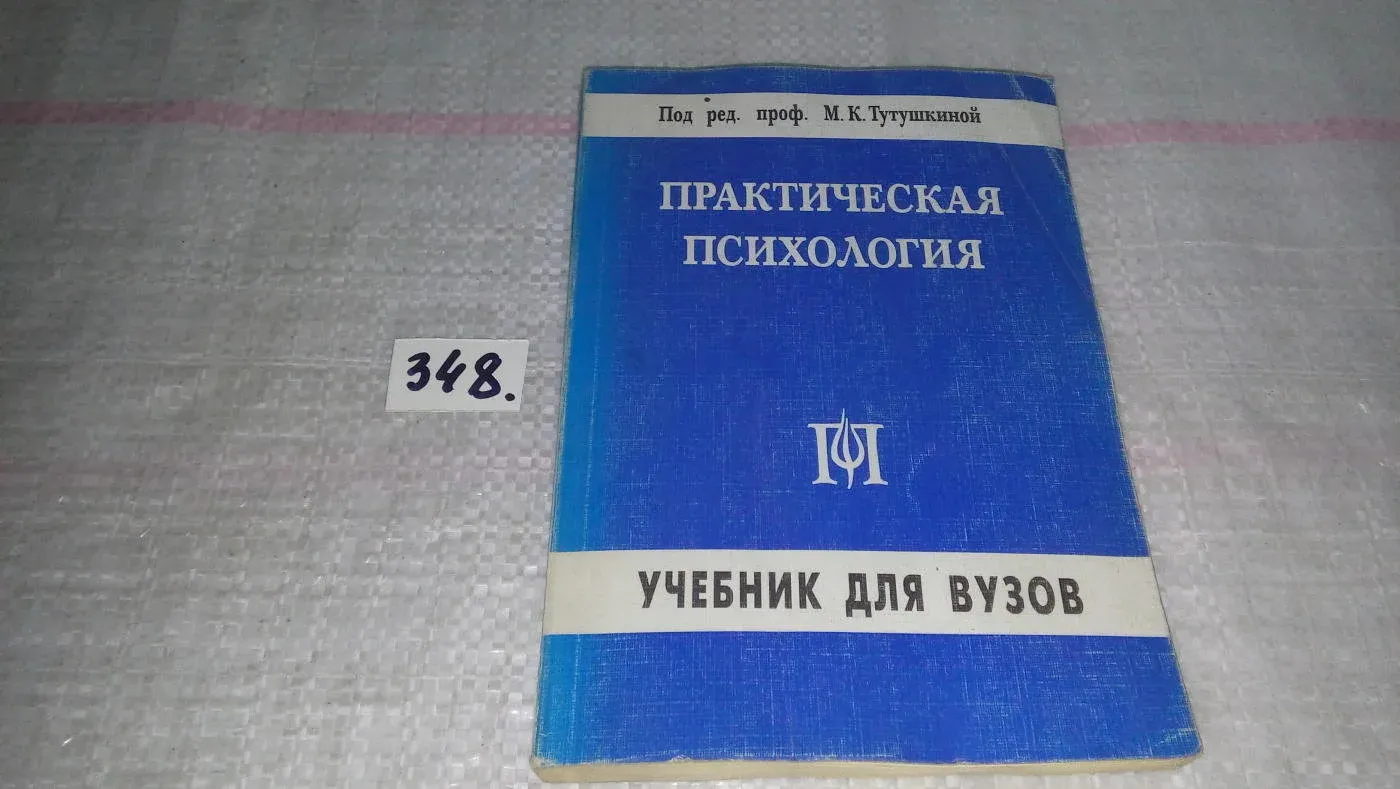 Под ред. проф. М. К. Тутушкиной
ПРАКТИЧЕСКАЯ
ПСИХОЛОГИЯ
348.
УЧЕБНИК ДЛЯ ВУЗОВ